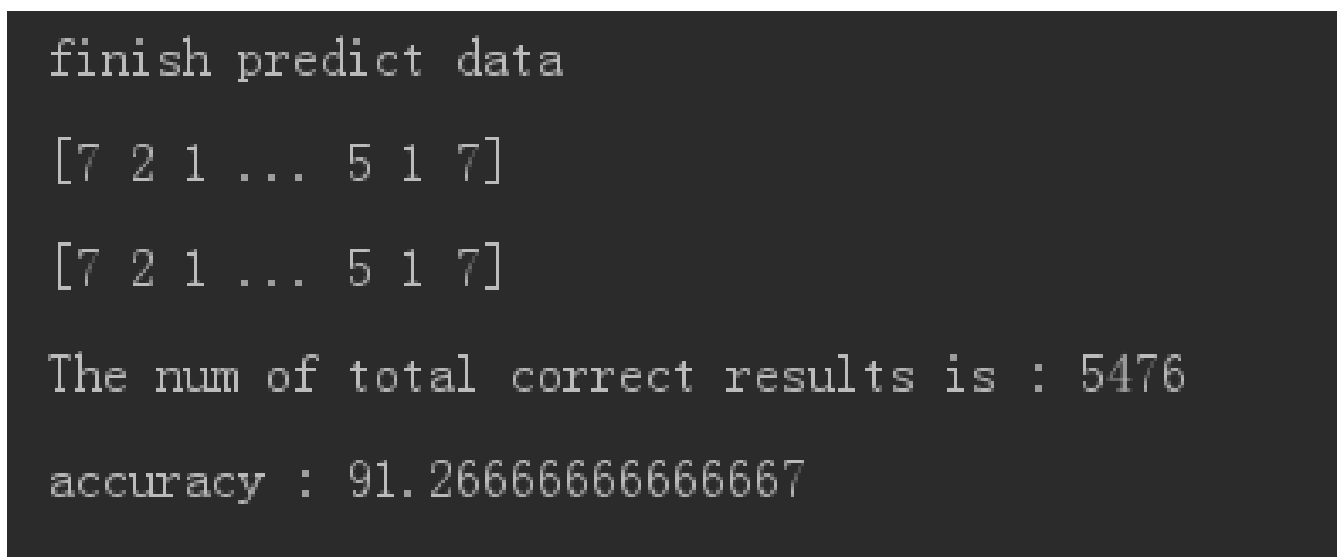 finish predict data
[7 2 1 ... 5 1 7]
[7 2 1 ... 5 1 7]
The num of total correct results is : 5476
accuracy : 91.26666666666667